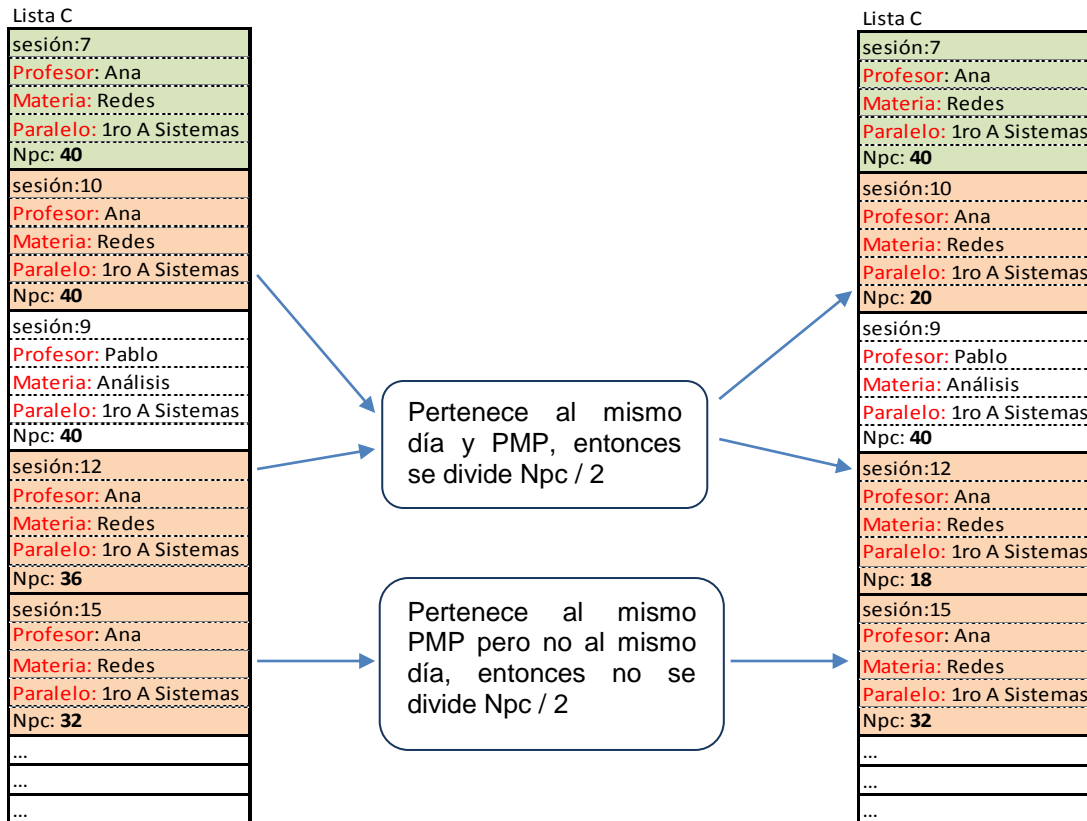 Lista C
sesión:7
Profesor: Ana
Materia: Redes
Paralelo: 1ro A Sistemas
Npc: 40
sesión:10
Profesor: Ana
Materia: Redes
Paralelo: 1ro A Sistemas
Npc: 40
sesión:9
Profesor: Pablo
Materia: Análisis
Paralelo: 1ro A Sistemas
Npc: 40
sesión:12
Profesor: Ana
Materia: Redes
Paralelo: 1ro A Sistemas
Npc: 36
sesión:15
Profesor: Ana
Materia: Redes
Paralelo: 1ro A Sistemas
Npc: 32
...
...
...
Pertenece al mismo
día y PMP, entonces
se divide Npc / 2
Pertenece al mismo
PMP pero no al mismo
día, entonces no se
divide Npc / 2
Lista C
sesión:7
Profesor: Ana
Materia: Redes
Paralelo: 1ro A Sistemas
Npc: 40
sesión:10
Profesor: Ana
Materia: Redes
Paralelo: 1ro A Sistemas
Npc: 20
sesión:9
Profesor: Pablo
Materia: Análisis
Paralelo: 1ro A Sistemas
Npc: 40
sesión:12
Profesor: Ana
Materia: Redes
Paralelo: 1ro A Sistemas
Npc: 18
sesión:15
Profesor: Ana
Materia: Redes
Paralelo: 1ro A Sistemas
Npc: 32
...
...
...